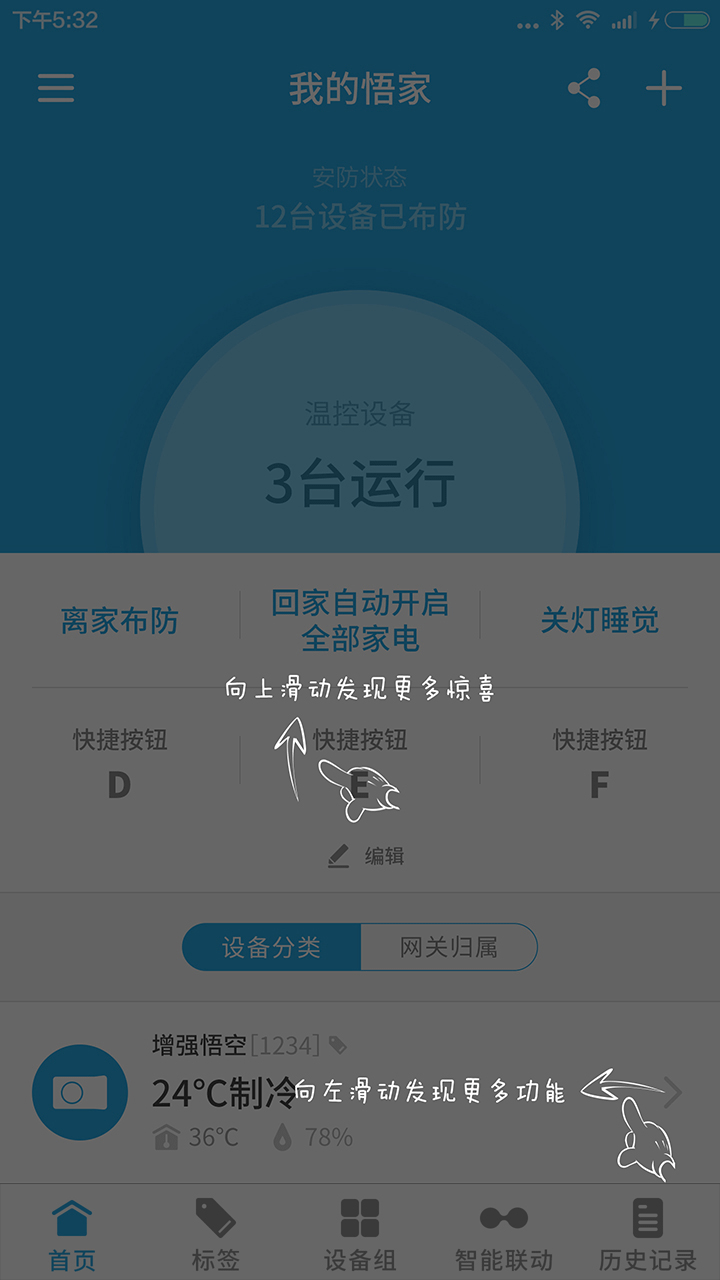 下午5:32
我的悟家
安防状态
12台设备已布防
温控设备
3台运行
离家布防
回家自动开启
全部家电
关灯睡觉
向上滑动发现更多惊喜
快捷按钮
D
快捷按钮
E
快捷按钮
F
编辑
设备分类
网关归属
增强悟空[1234]
24℃制冷
向左滑动发现更多功能
36℃
78%
首页
标签
设备组
智能联动
历史记录